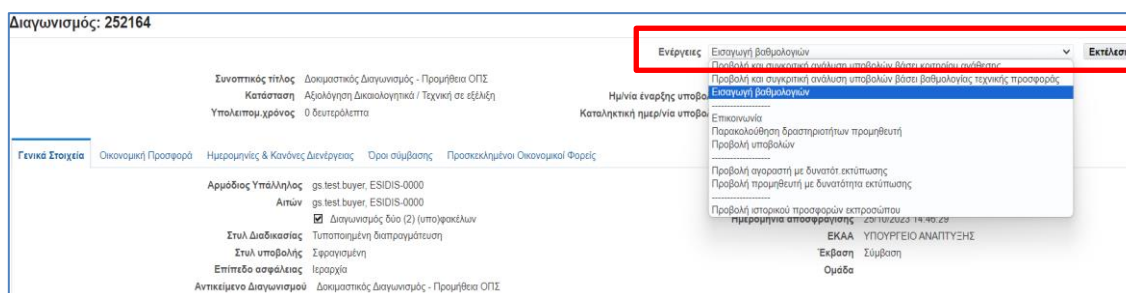 Διαγωνισμός: 252164
Ενέργειες Εισαγωγή βαθμολογιών Εκτέλεση
Προβολή και συγκριτική ανάλυση υποβολών βάσει κριτηρίου ανάθεσης
Προβολή και συγκριτική ανάλυση υποβολών βάσει βαθμολογίας τεχνικής προσφοράς
Εισαγωγή βαθμολογιών
--------------------
Επικοινωνία
Παρακολούθηση δραστηριοτήτων προμηθευτή
Προβολή υποβολών
--------------------
Προβολή αγοραστή με δυνατότ.εκτύπωσης
Προβολή προμηθευτή με δυνατότητα εκτύπωσης
--------------------
Προβολή ιστορικού προσφορών εκπροσώπου
Συνοπτικός τίτλος Δοκιμαστικός Διαγωνισμός - Προμήθεια ΟΠΣ
Κατάσταση Αξιολόγηση Δικαιολογητικά / Τεχνική σε εξέλιξη
Υπολειπομ.χρόνος 0 δευτερόλεπτα
Ημ/νία έναρξης υποβο
Καταληκτική ημερ/νία υποβο
Γενικά Στοιχεία Οικονομική Προσφορά Ημερομηνίες & Κανόνες Διενέργειας Όροι σύμβασης Προσκεκλημένοι Οικονομικοί Φορείς
Αρμόδιος Υπάλληλος gs.test.buyer, ESIDIS-0000
Αιτών gs.test.buyer, ESIDIS-0000
Διαγωνισμός δύο (2) (υπο)φακέλων
Στυλ Διαδικασίας Τυποποιημένη διαπραγμάτευση
Στυλ υποβολής Σφραγισμένη
Επίπεδο ασφάλειας Ιεραρχία
Αντικείμενο Διαγωνισμού Δοκιμαστικός Διαγωνισμός - Προμήθεια ΟΠΣ
Ημερομηνία αποσφράγισης 25/10/2023 14:46:29
ΕΚΑΑ ΥΠΟΥΡΓΕΙΟ ΑΝΑΠΤΥΞΗΣ
Έκβαση Σύμβαση
Ομάδα